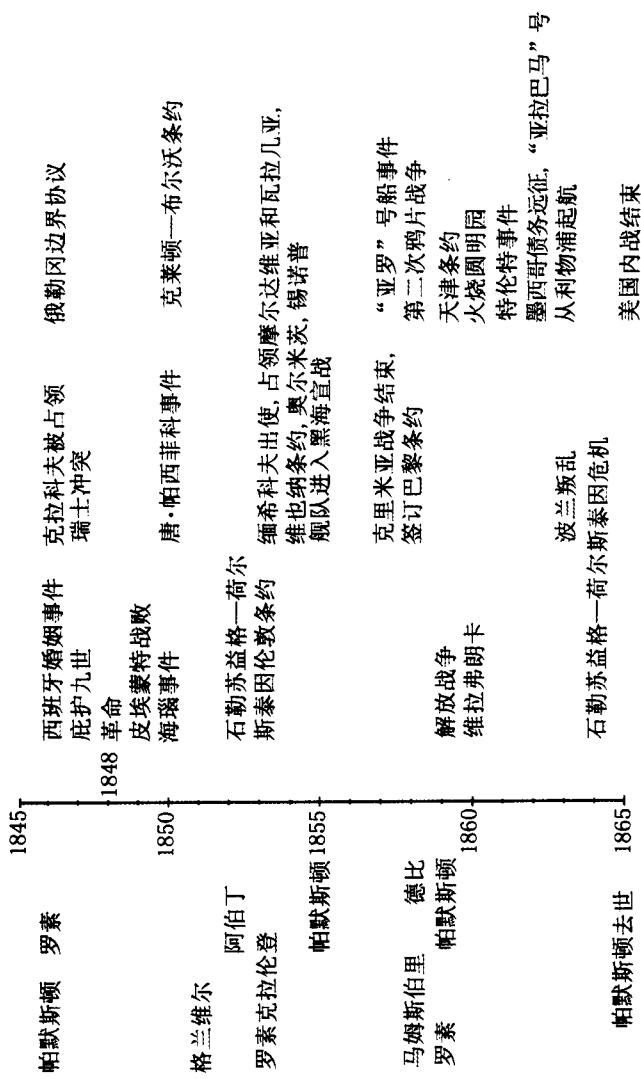 1845
帕默斯顿 罗素 西班牙婚姻事件 克拉科夫被占领 俄勒冈边界协议
庇护九世 瑞士冲突
1848 革命
皮埃蒙特战败
1850 海瑙事件 唐·帕西菲科事件 克莱顿—布尔沃条约
格兰维尔
阿伯丁 石勒苏益格—荷尔
罗素克拉伦登 斯泰因伦敦条约 缅希科夫出使,占领摩尔达维亚和瓦拉几亚,
维也纳条约,奥尔米茨,锡诺普
1855 帕默斯顿 舰队进入黑海宣战
克里米亚战争结束, “亚罗”号船事件
签订巴黎条约 第二次鸦片战争
马姆斯伯里 德比
罗素 帕默斯顿 解放战争 天津条约
1860 维拉弗朗卡 火烧圆明园
特伦特事件
墨西哥债务远征,“亚拉巴马”号
波兰叛乱 从利物浦起航
石勒苏益格—荷尔斯泰因危机
1865 帕默斯顿去世 美国内战结束